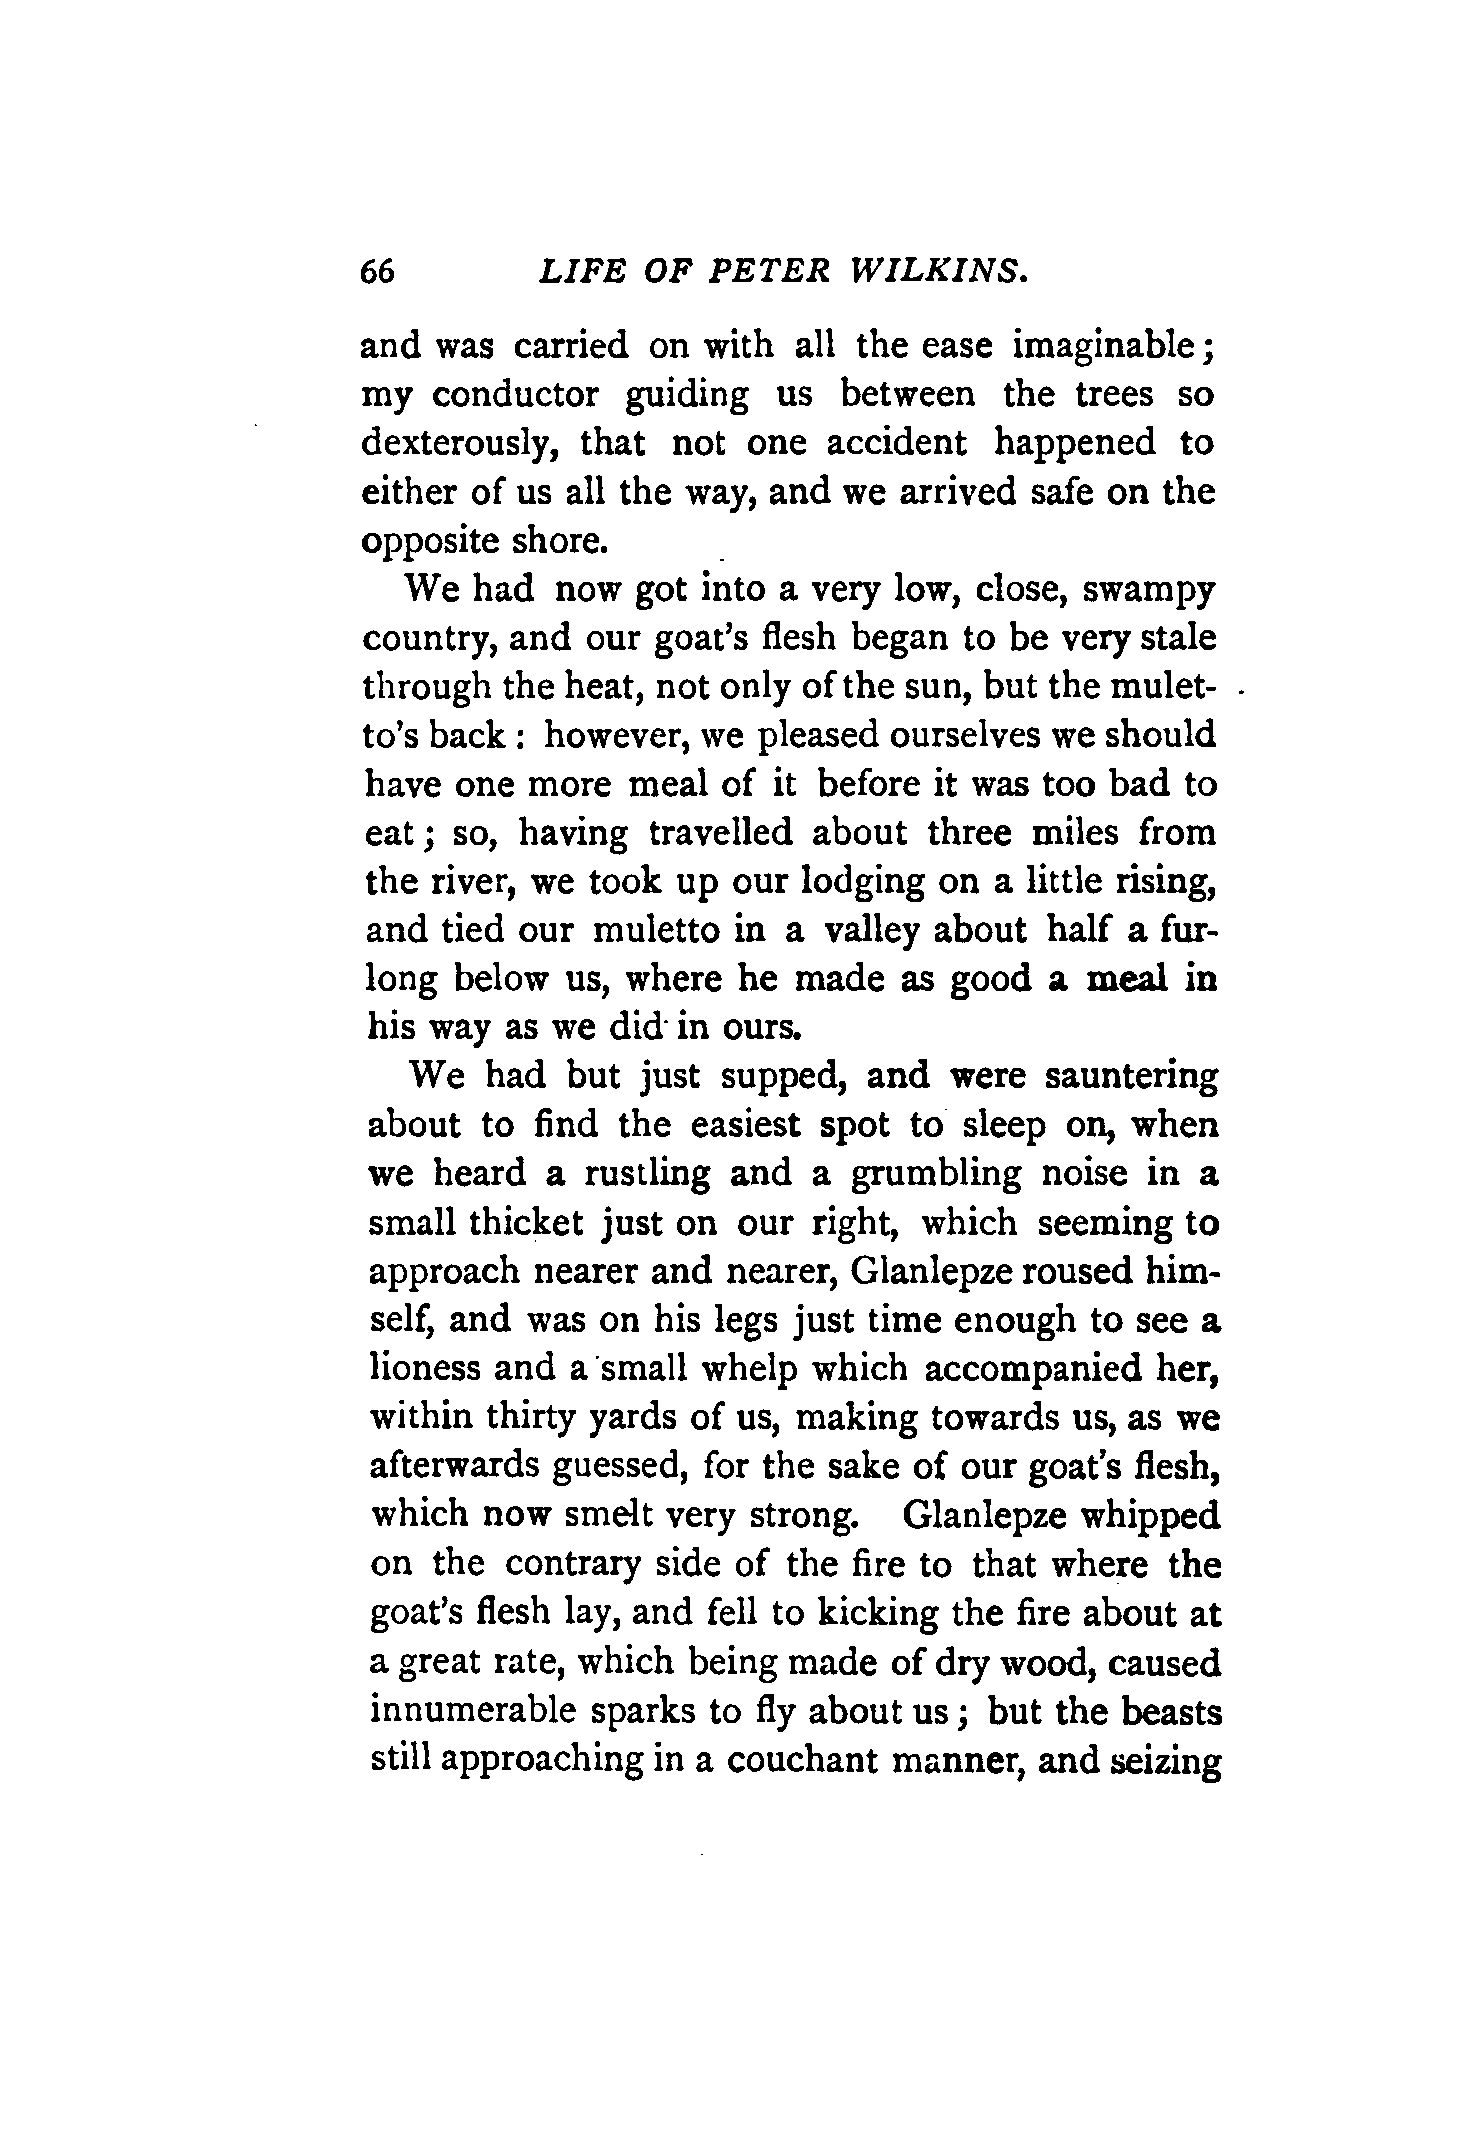 66 LIFE OF PETER WILKINS.
and was carried on with all the ease imaginable;
my conductor guiding us between the trees so
dexterously, that not one accident happened to
either of us all the way, and we arrived safe on the
opposite shore.
We had now got into a very low, close, swampy
country, and our goat's flesh began to be very stale
through the heat, not only of the sun, but the mulet-
to's back : however, we pleased ourselves we should
have one more meal of it before it was too bad to
eat ; so, having travelled about three miles from
the river, we took up our lodging on a little rising,
and tied our muletto in a valley about half a fur-
long below us, where he made as good a meal in
his way as we did in ours.
We had but just supped, and were sauntering
about to find the easiest spot to sleep on, when
we heard a rustling and a grumbling noise in a
small thicket just on our right, which seeming to
approach nearer and nearer, Glanlepze roused him-
self, and was on his legs just time enough to see a
lioness and a small whelp which accompanied her,
within thirty yards of us, making towards us, as we
afterwards guessed, for the sake of our goat's flesh,
which now smelt very strong. Glanlepze whipped
on the contrary side of the fire to that where the
goat's flesh lay, and fell to kicking the fire about at
a great rate, which being made of dry wood, caused
innumerable sparks to fly about us ; but the beasts
still approaching in a couchant manner, and seizing